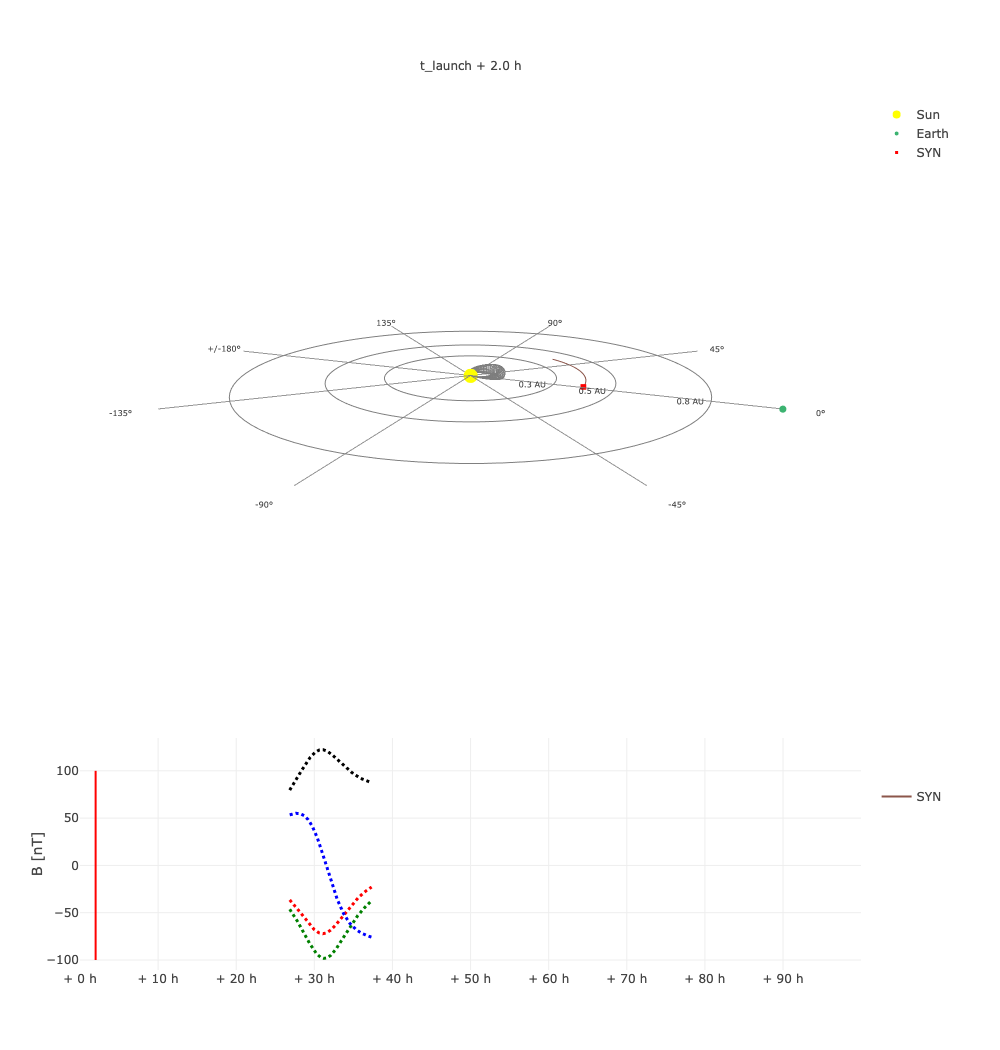 t_launch + 2.0 h
Sun
Earth
SYN
135°
90°
+/-180°
45°
0.3 AU
0.5 AU
0.8 AU
-135°
0°
-90°
-45°
100
50
0
−50
−100
B [nT]
SYN
+ 0 h
+ 10 h
+ 20 h
+ 30 h
+ 40 h
+ 50 h
+ 60 h
+ 70 h
+ 80 h
+ 90 h